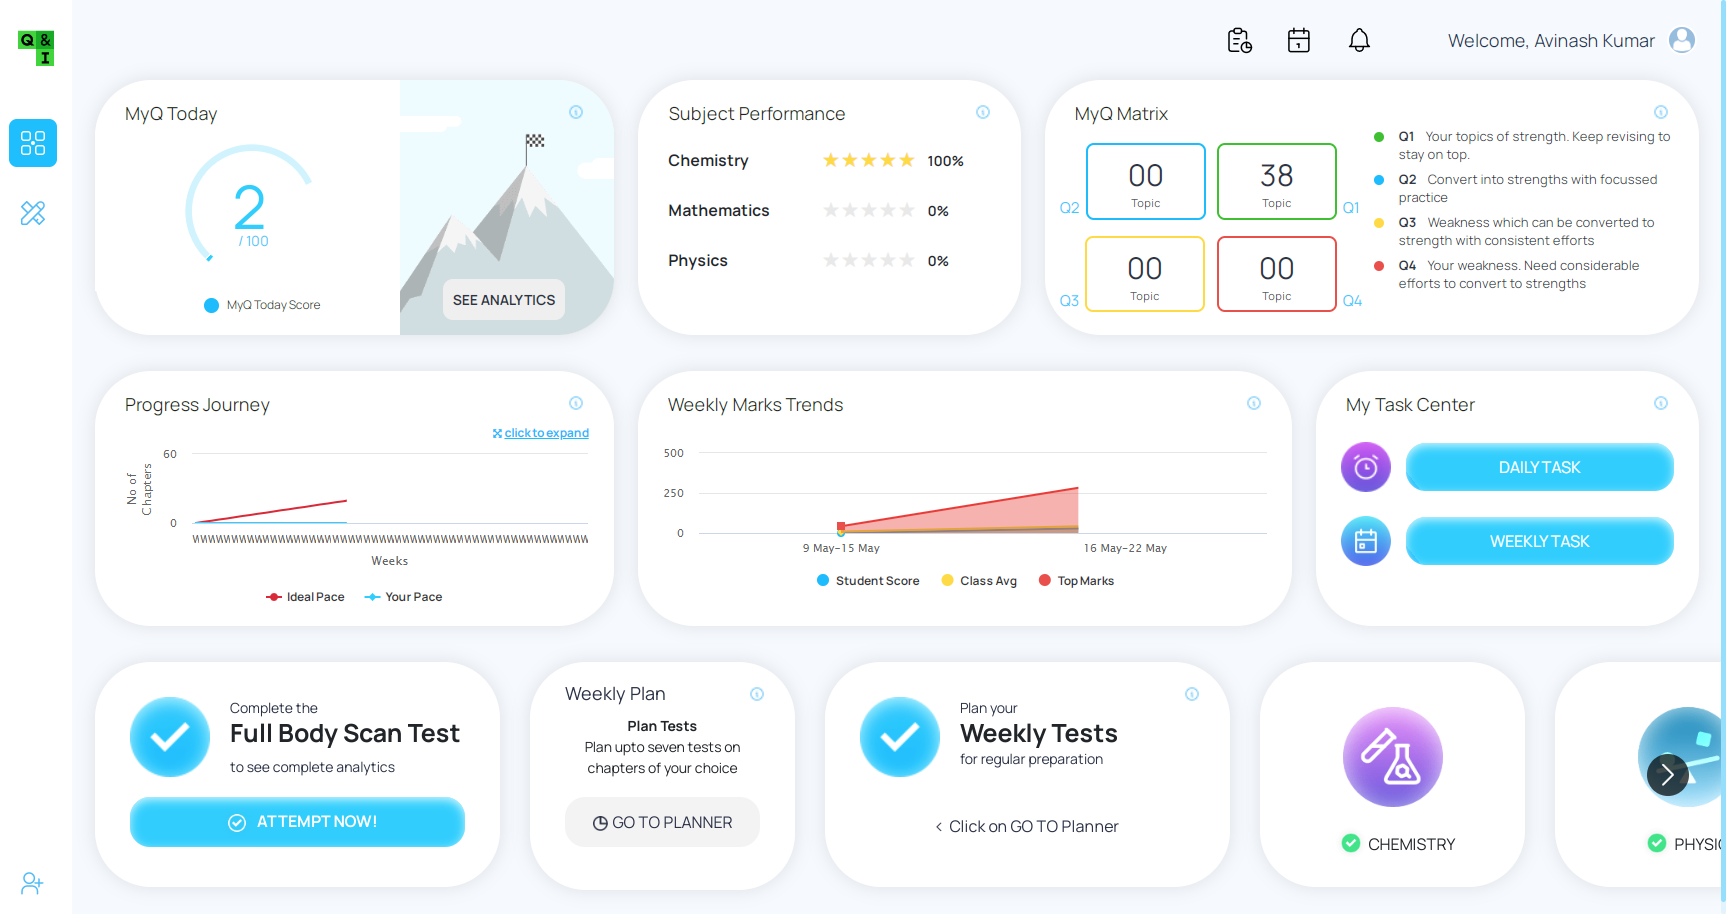 Q &
I
Welcome, Avinash Kumar
MyQ Today
2
/ 100
MyQ Today Score
SEE ANALYTICS
Subject Performance
Chemistry 100%
Mathematics 0%
Physics 0%
MyQ Matrix
Q2
00
Topic
38
Topic
Q1
Q3
00
Topic
00
Topic
Q4
Q1 Your topics of strength. Keep revising to
stay on top.
Q2 Convert into strengths with focussed
practice
Q3 Weakness which can be converted to
strength with consistent efforts
Q4 Your weakness. Need considerable
efforts to convert to strengths
Progress Journey
click to expand
No of
Chapters
60
0
Weeks
Ideal Pace Your Pace
Weekly Marks Trends
500
250
0
9 May-15 May 16 May-22 May
Student Score Class Avg Top Marks
My Task Center
DAILY TASK
WEEKLY TASK
Complete the
Full Body Scan Test
to see complete analytics
ATTEMPT NOW!
Weekly Plan
Plan Tests
Plan upto seven tests on
chapters of your choice
GO TO PLANNER
Plan your
Weekly Tests
for regular preparation
< Click on GO TO Planner
CHEMISTRY
PHYSIC